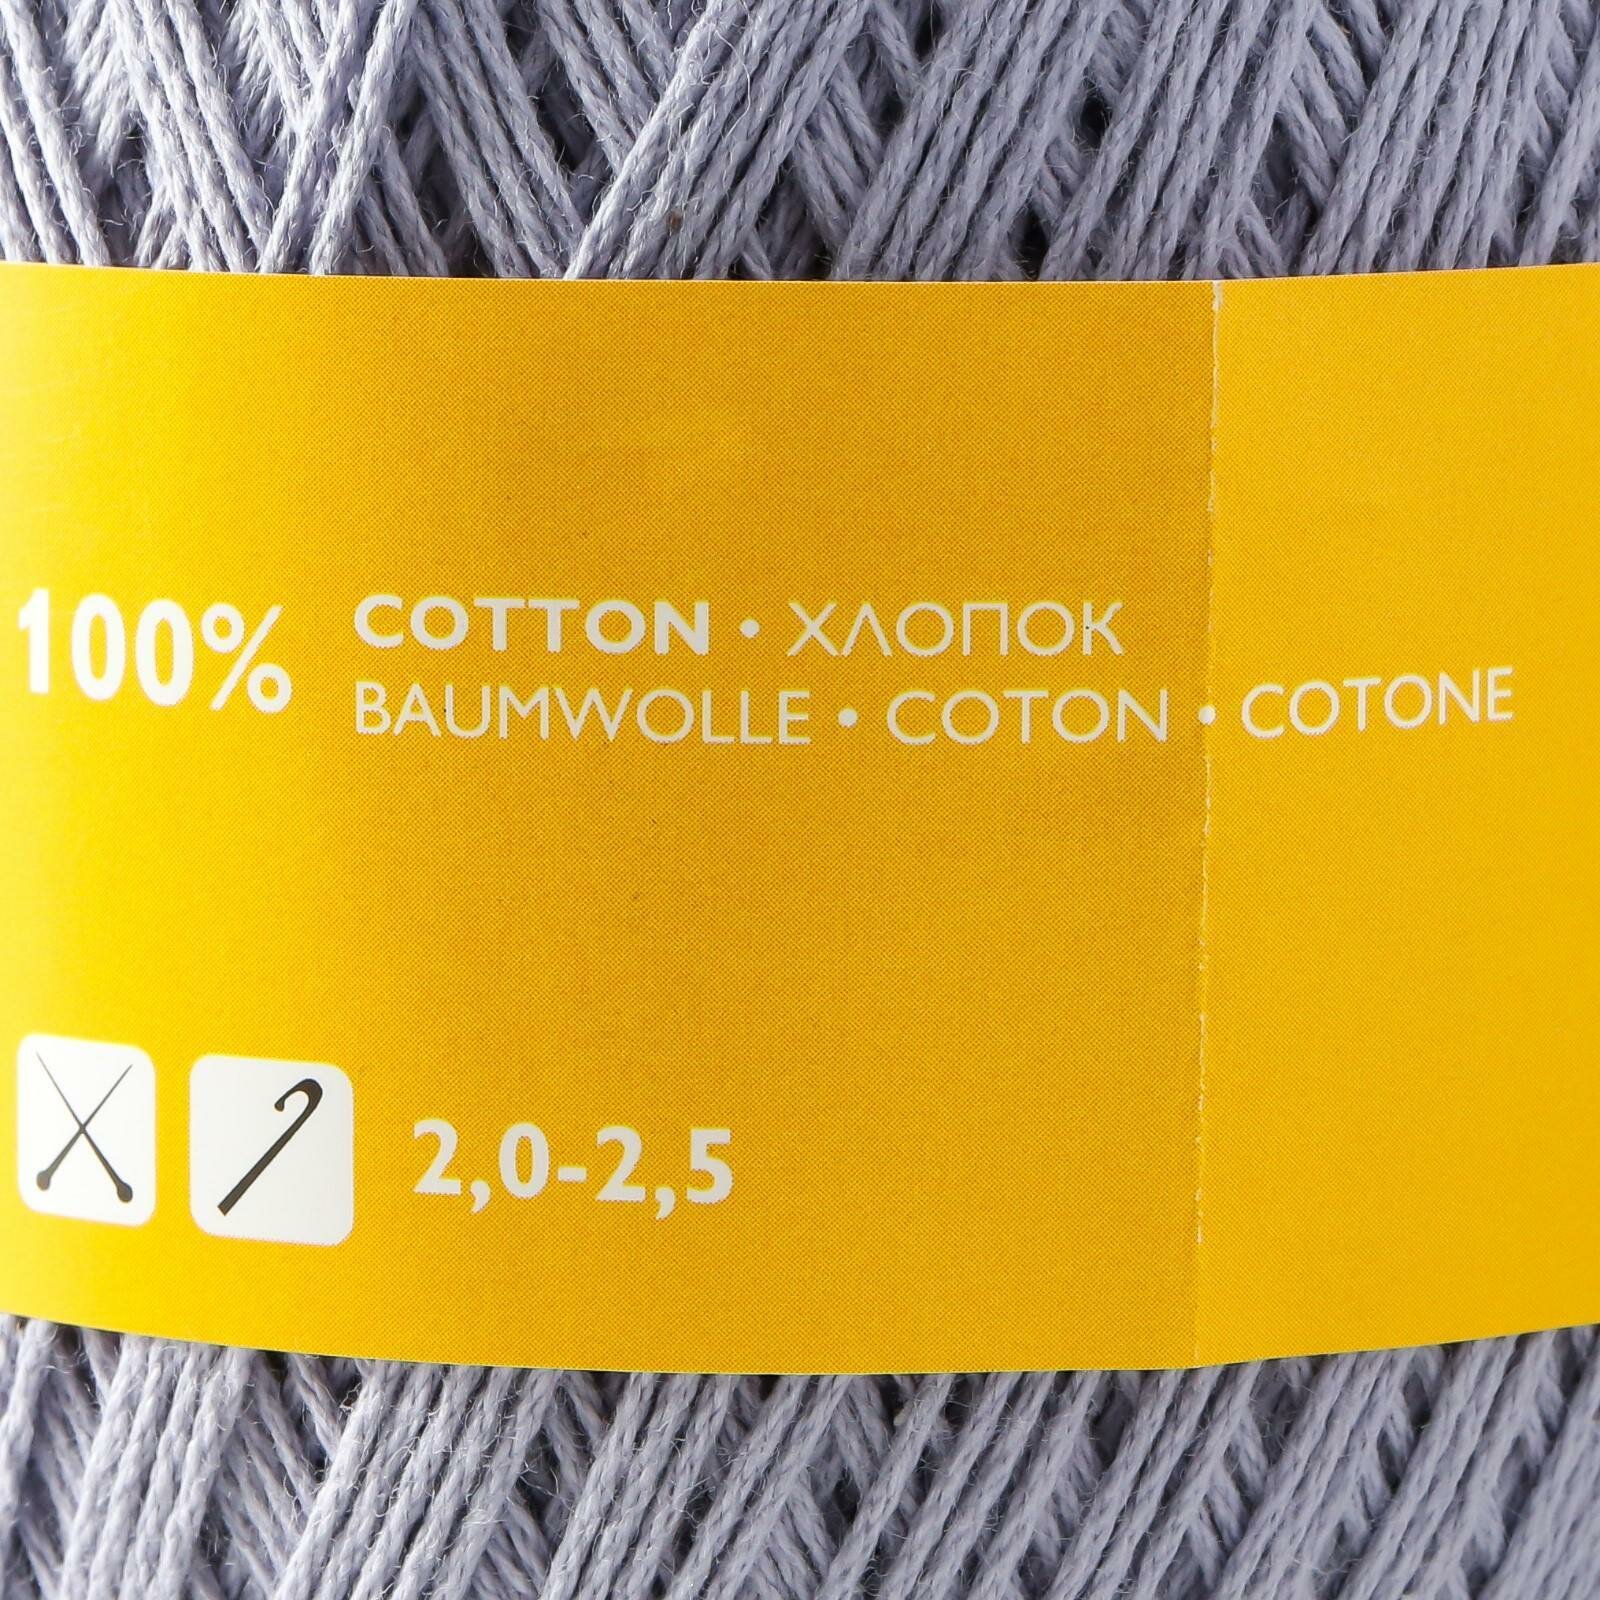 100% COTTON • ХЛОПОК
BAUMWOLLE • COTON • COTONE
2,0-2,5